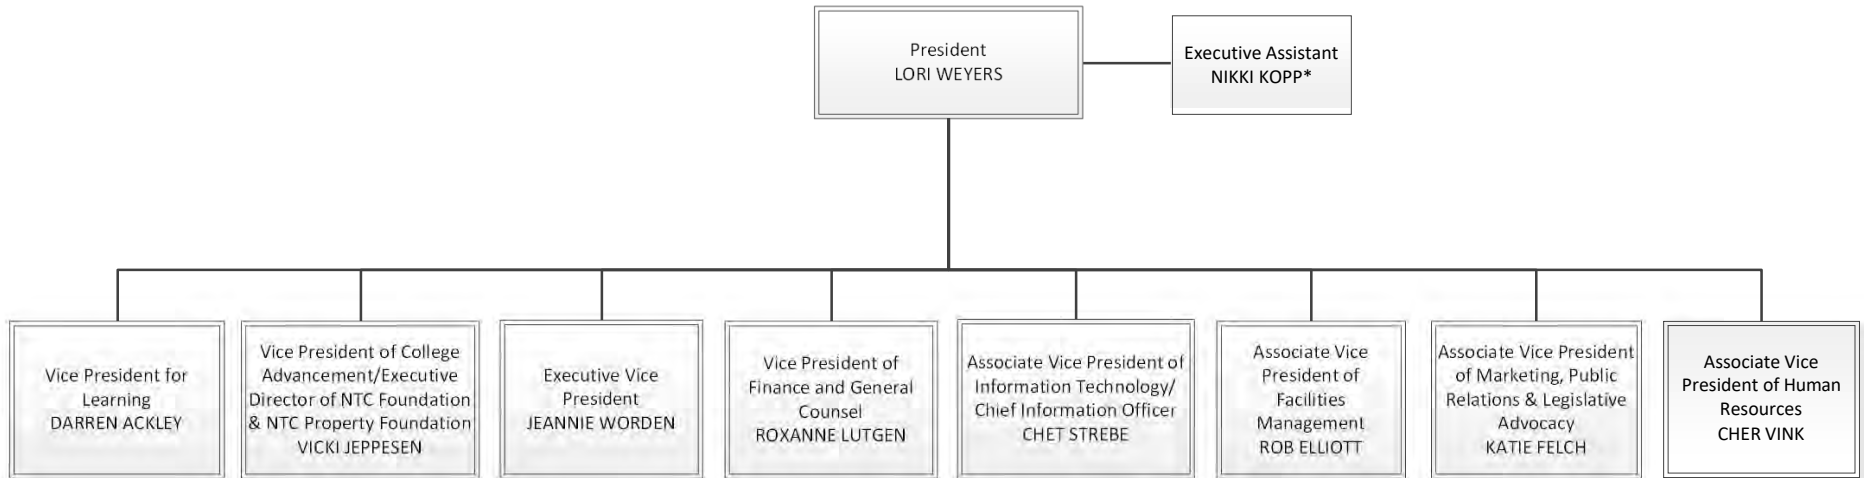 President
LORI WEYERS
Executive Assistant
NIKKI KOPP*
Vice President for
Learning
DARREN ACKLEY
Vice President of College
Advancement/Executive
Director of NTC Foundation
& NTC Property Foundation
VICKI JEPPESEN
Executive Vice
President
JEANNIE WORDEN
Vice President of
Finance and General
Counsel
ROXANNE LUTGEN
Associate Vice President of
Information Technology/
Chief Information Officer
CHET STREBE
Associate Vice
President of
Facilities
Management
ROB ELLIOTT
Associate Vice President
of Marketing, Public
Relations & Legislative
Advocacy
KATIE FELCH
Associate Vice
President of Human
Resources
CHER VINK